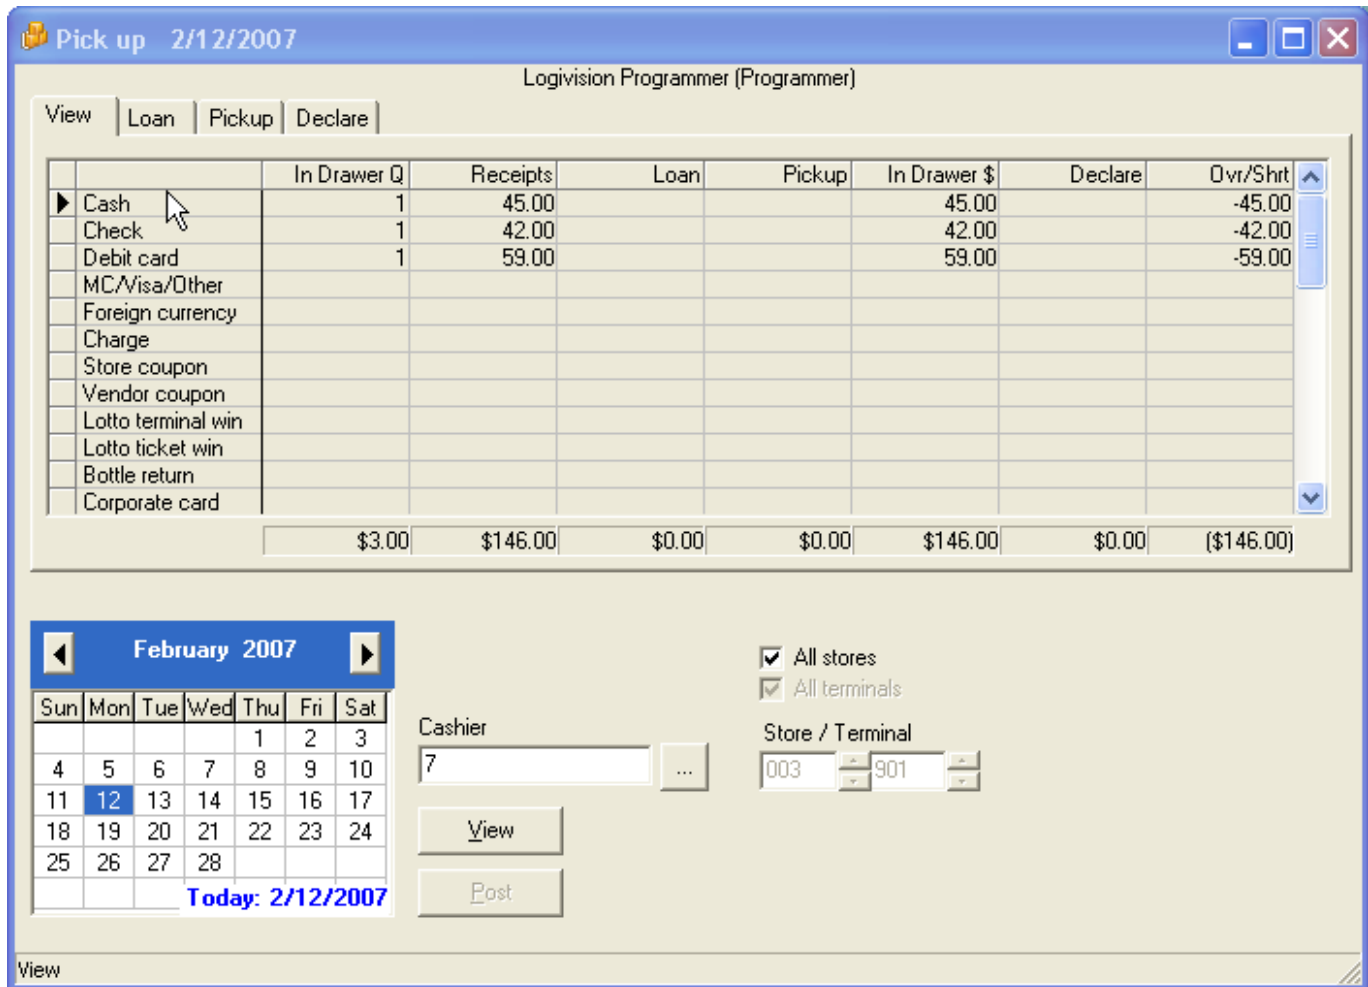 Pick up 2/12/2007
Logivision Programmer (Programmer)
View Loan Pickup Declare
In Drawer Q Receipts Loan Pickup In Drawer $ Declare Ovr/Shrt
Cash 1 45.00 45.00 -45.00
Check 1 42.00 42.00 -42.00
Debit card 1 59.00 59.00 -59.00
MC/Visa/Other
Foreign currency
Charge
Store coupon
Vendor coupon
Lotto terminal win
Lotto ticket win
Bottle return
Corporate card
$3.00 $146.00 $0.00 $0.00 $146.00 $0.00 ($146.00)
February 2007
Sun Mon Tue Wed Thu Fri Sat
1 2 3
4 5 6 7 8 9 10
11 12 13 14 15 16 17
18 19 20 21 22 23 24
25 26 27 28
Today: 2/12/2007
Cashier
7 ...
View
Post
All stores
All terminals
Store / Terminal
003 901
View